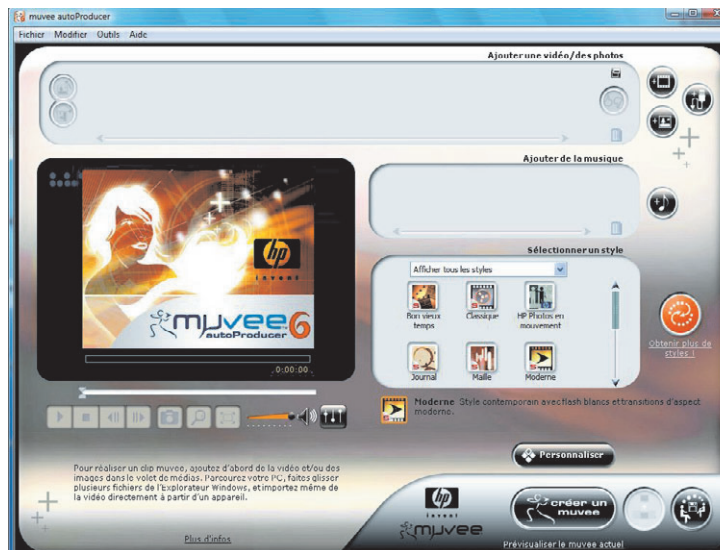 muvee autoProducer
Fichier Modifier Outils Aide
Ajouter une vidéo/des photos
Ajouter de la musique
Sélectionner un style
Afficher tous les styles
Bon vieux temps
Classique
HP Photos en mouvement
Journal
Maille
Moderne
Obtenir plus de
styles !
Moderne Style contemporain avec flash blancs et transitions d'aspect
moderne.
hp
invent
muvee 6
autoProducer
0:00:00
Personnaliser
Pour réaliser un clip muvee, ajoutez d'abord de la vidéo et/ou des
images dans le volet de médias. Parcourez votre PC, faites glisser
plusieurs fichiers de l'Explorateur Windows, et importez même de
la vidéo directement à partir d'un appareil.
Plus d'infos
hp
invent
muvee
créer un
muvee
Prévisualiser le muvee actuel